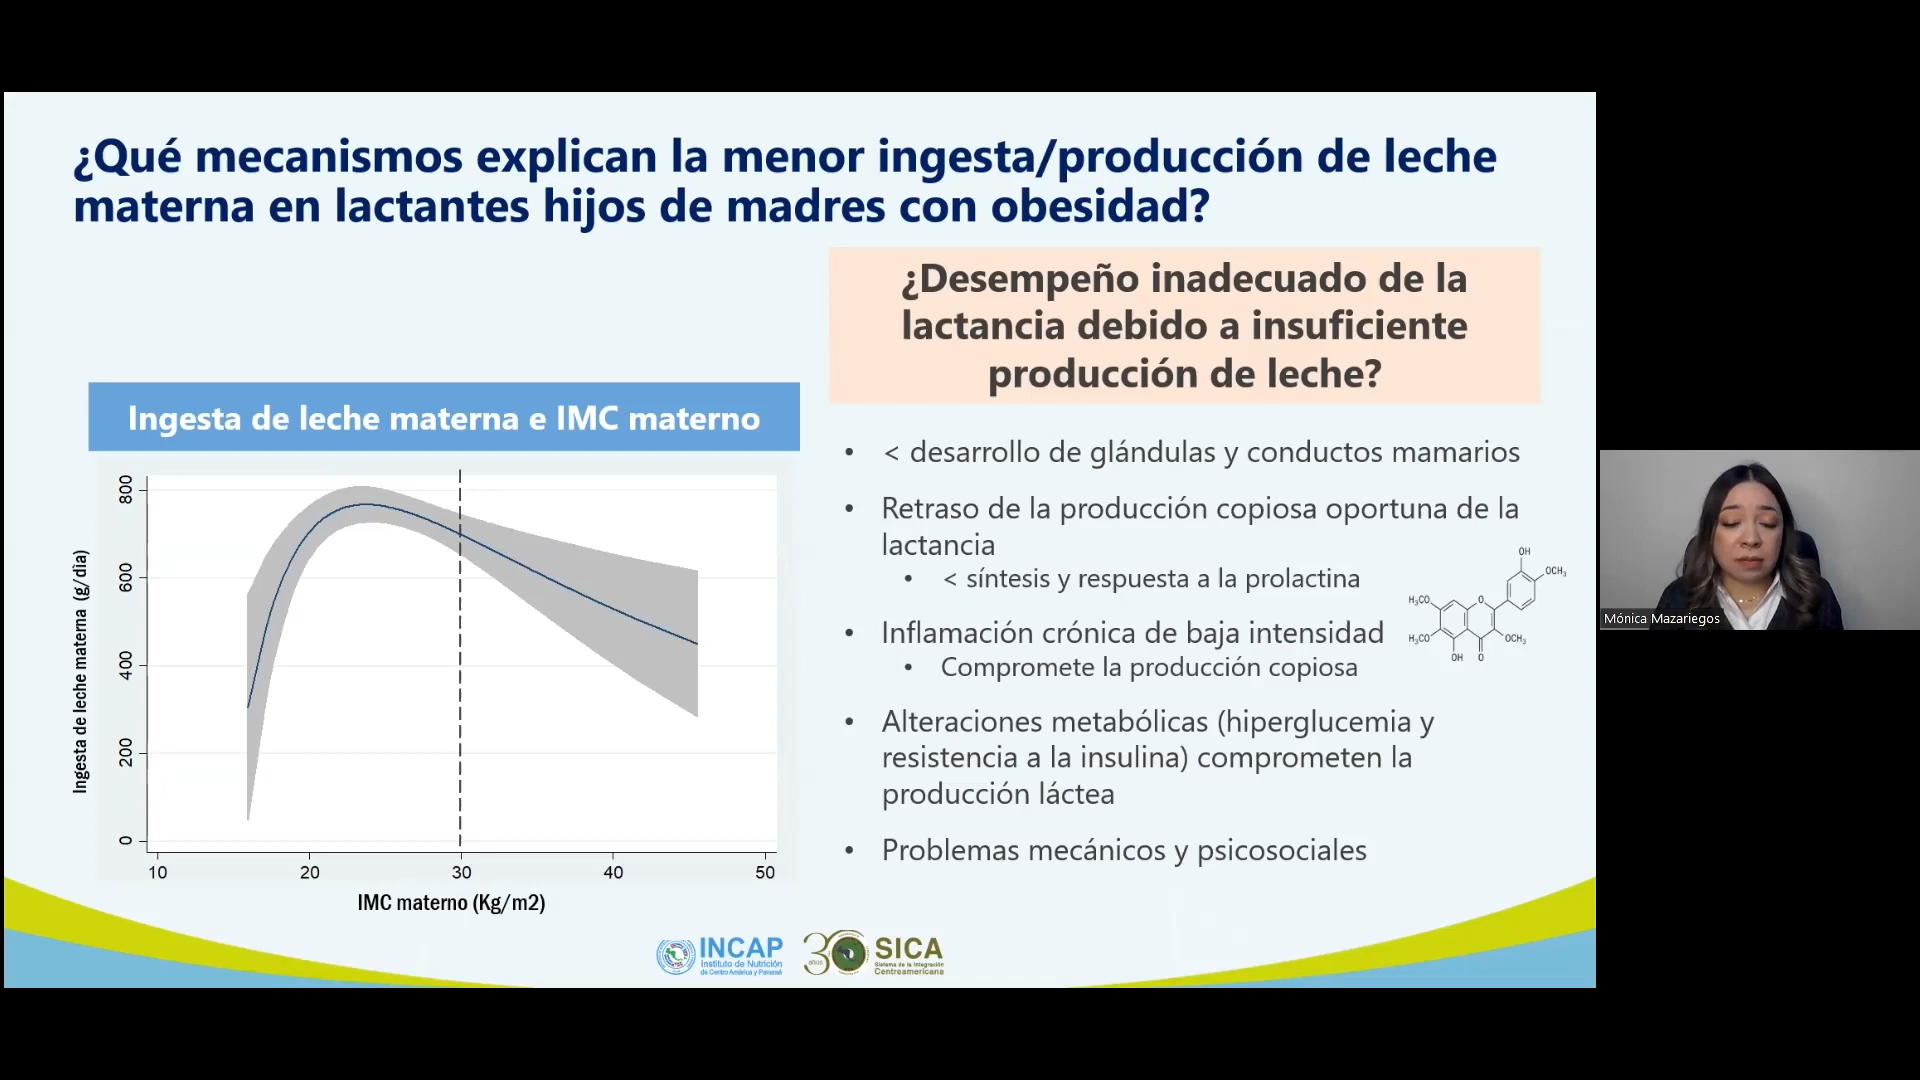 ¿Qué mecanismos explican la menor ingesta/producción de leche
materna en lactantes hijos de madres con obesidad?
¿Desempeño inadecuado de la
lactancia debido a insuficiente
producción de leche?
Ingesta de leche materna e IMC materno
Ingesta de leche materna (g/día)
800
600
400
200
0
10
20
30
40
50
IMC materno (Kg/m2)
• < desarrollo de glándulas y conductos mamarios
• Retraso de la producción copiosa oportuna de la
lactancia
• < síntesis y respuesta a la prolactina
• Inflamación crónica de baja intensidad
• Compromete la producción copiosa
• Alteraciones metabólicas (hiperglucemia y
resistencia a la insulina) comprometen la
producción láctea
• Problemas mecánicos y psicosociales
OH
OCH3
H3CO
O
H3CO
OCH3
OH
O
INCAP
Instituto de Nutrición
de Centro América y Panamá
30
años
SICA
Sistema de la Integración
Centroamericana
Mónica Mazariegos